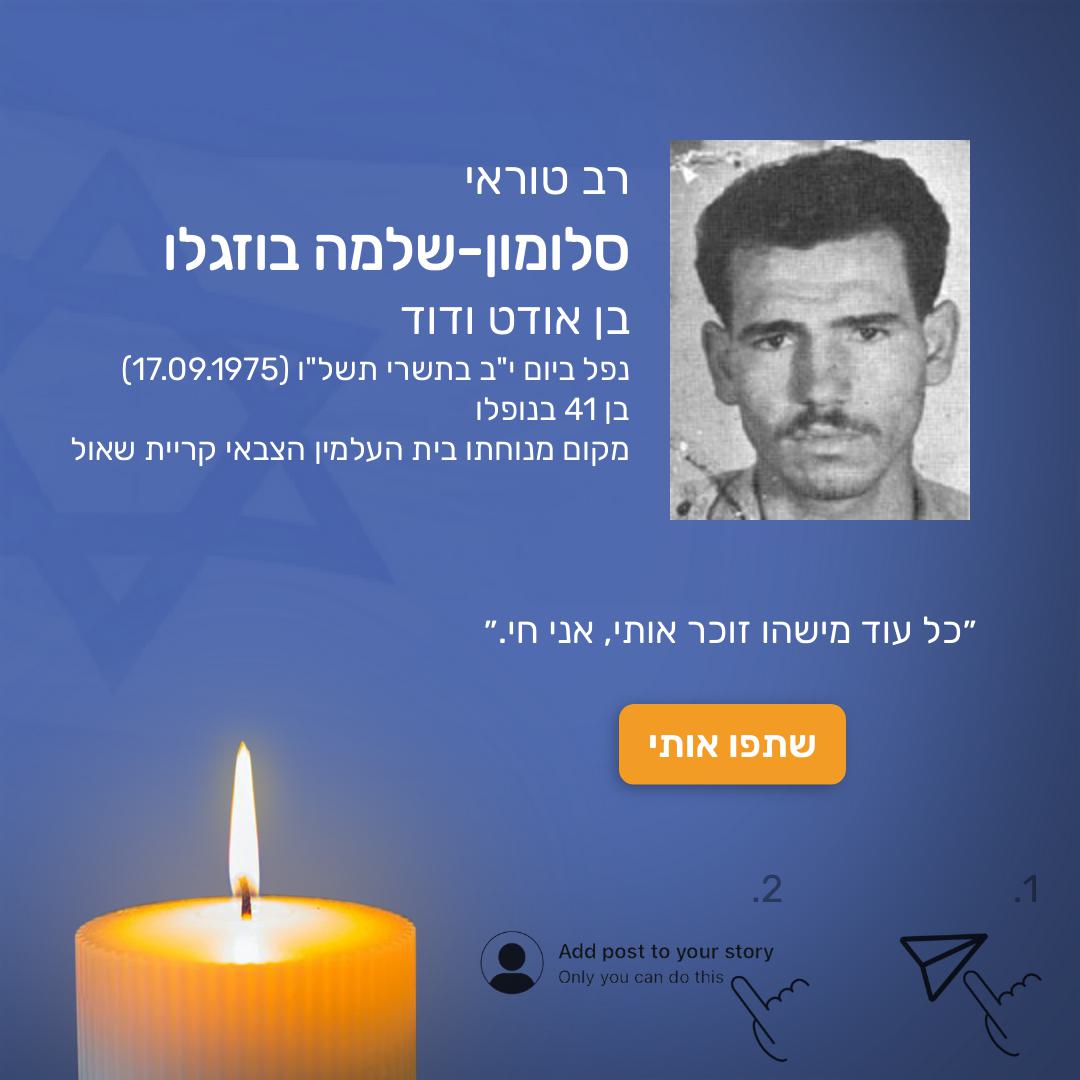 רב טוראי
סלומון-שלמה בוזגלו
בן אודט ודוד
נפל ביום י"ב בתשרי תשל"ו (17.09.1975)
בן 41 בנופלו
מקום מנוחתו בית העלמין הצבאי קריית שאול
״כל עוד מישהו זוכר אותי, אני חי.״
שתפו אותי
1.
2.
Add post to your story
Only you can do this